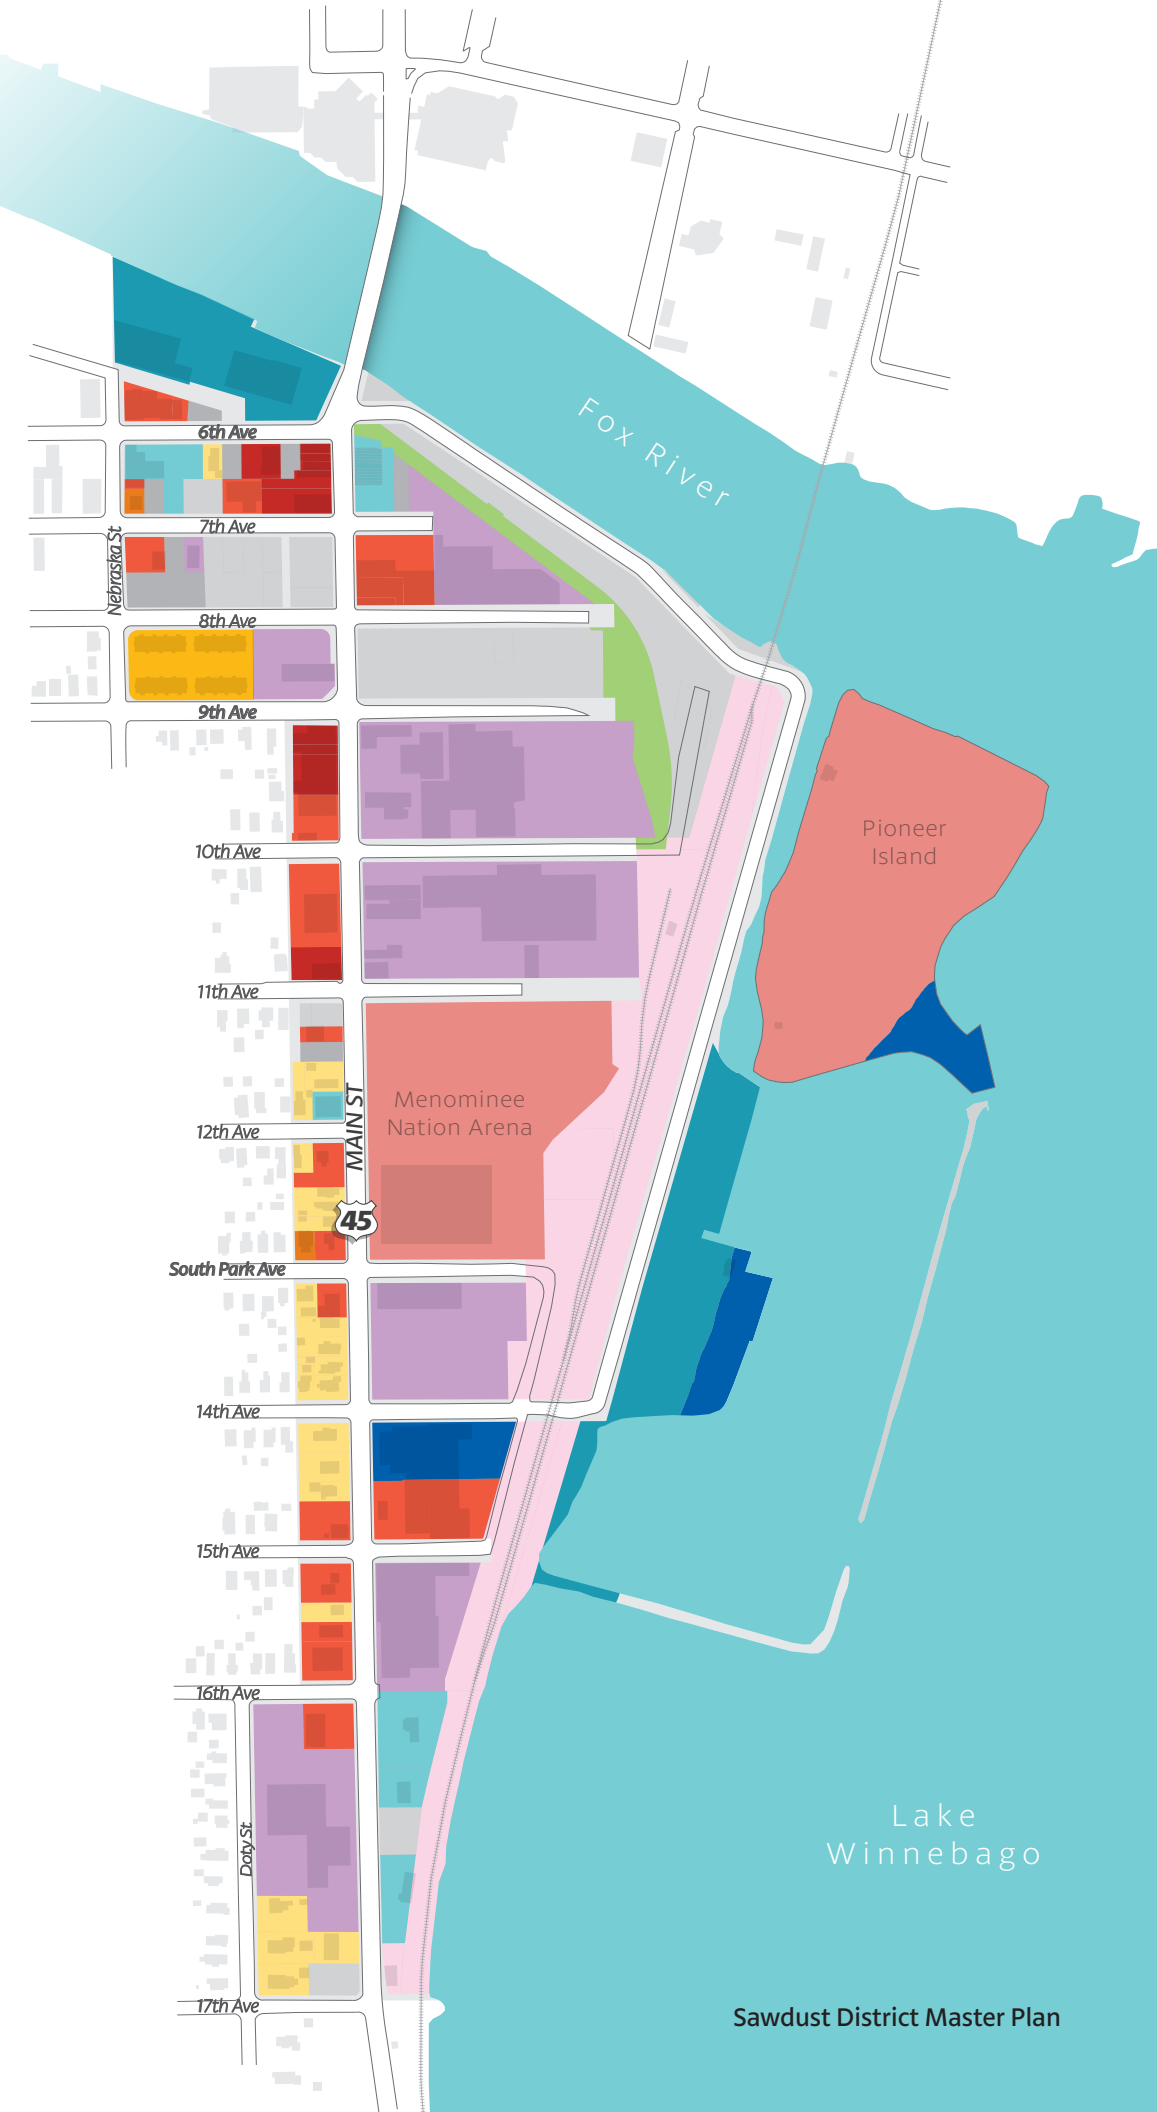 Fox River
6th Ave
7th Ave
Nebraska St
8th Ave
9th Ave
Pioneer
Island
10th Ave
11th Ave
Menominee
Nation Arena
MAIN ST
12th Ave
45
South Park Ave
14th Ave
15th Ave
16th Ave
Lake
Winnebago
Doty St
17th Ave
Sawdust District Master Plan